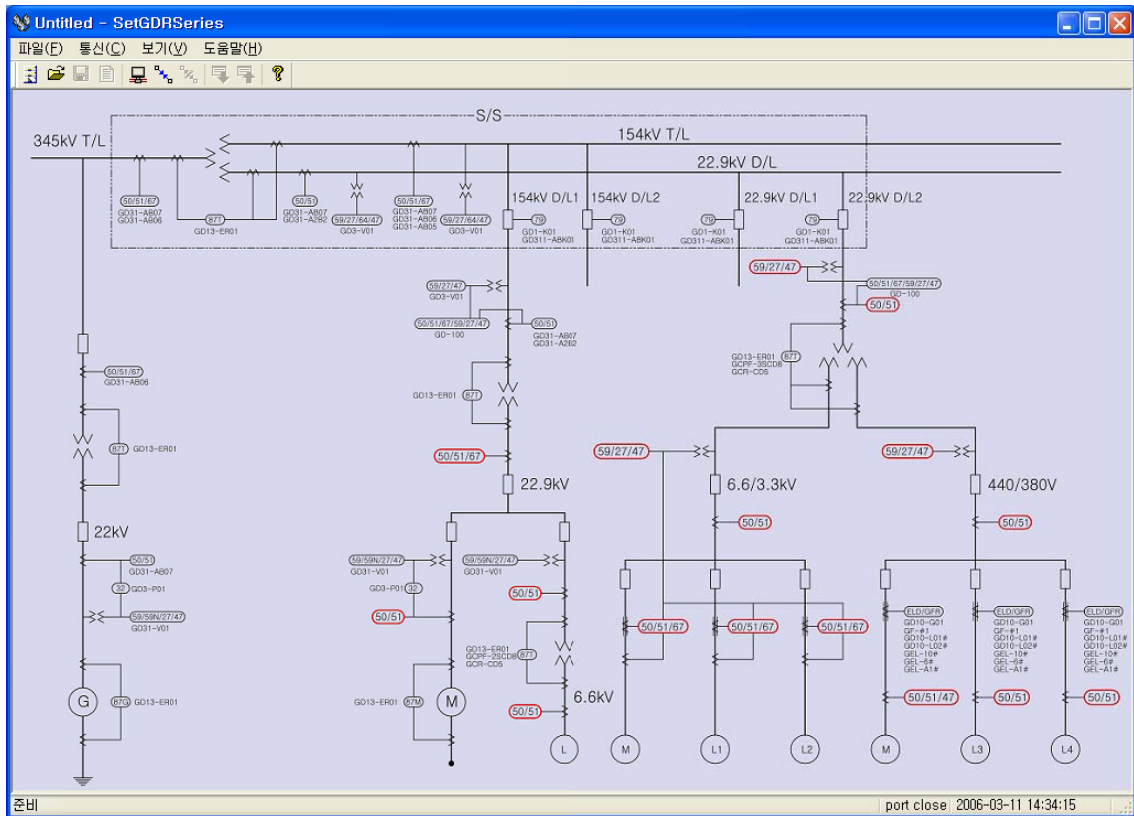 Untitled - SetGDRSeries
파일(F) 통신(C) 보기(V) 도움말(H)
S/S
345kV T/L
154kV T/L
22.9kV D/L
154kV D/L1
154kV D/L2
22.9kV D/L1
22.9kV D/L2
50/51/67
GD31-AB07
GD31-AB06
87T
GD13-ER01
50/51
GD31-AB07
GD31-A2B2
59/27/64/47
GD3-V01
50/51/67
GD31-AB07
GD31-AB06
GD31-AB05
59/27/64/47
GD3-V01
79
GD1-K01
GD311-ABK01
79
GD1-K01
GD311-ABK01
79
GD1-K01
GD311-ABK01
79
GD1-K01
GD311-ABK01
59/27/47
50/51/67/59/27/47
GD-100
50/51
59/27/47
GD3-V01
50/51/67/59/27/47
GD-100
50/51
GD31-AB07
GD31-A2B2
GD13-ER01
GCPF-3SCD8
GCR-CD5
87T
50/51/67
GD31-AB06
GD13-ER01
87T
87T
GD13-ER01
50/51/67
59/27/47
59/27/47
22.9kV
6.6/3.3kV
440/380V
50/51
50/51
22kV
50/51
GD31-AB07
32
GD3-P01
59/59N/27/47
GD31-V01
59/59N/27/47
GD31-V01
GD3-P01
32
50/51
59/59N/27/47
GD31-V01
50/51
GD13-ER01
GCPF-2SCD8
GCR-CD5
87T
50/51
6.6kV
50/51/67
50/51/67
50/51/67
ELD/GFR
GD10-G01
GF-#1
GD10-L01#
GD10-L02#
GEL-10#
GEL-6#
GEL-A1#
ELD/GFR
GD10-G01
GF-#1
GD10-L01#
GD10-L02#
GEL-10#
GEL-6#
GEL-A1#
ELD/GFR
GD10-G01
GF-#1
GD10-L01#
GD10-L02#
GEL-10#
GEL-6#
GEL-A1#
50/51/47
50/51
50/51
G
87G
GD13-ER01
GD13-ER01
87M
M
L
M
L1
L2
M
L3
L4
준비
port close
2006-03-11 14:34:15